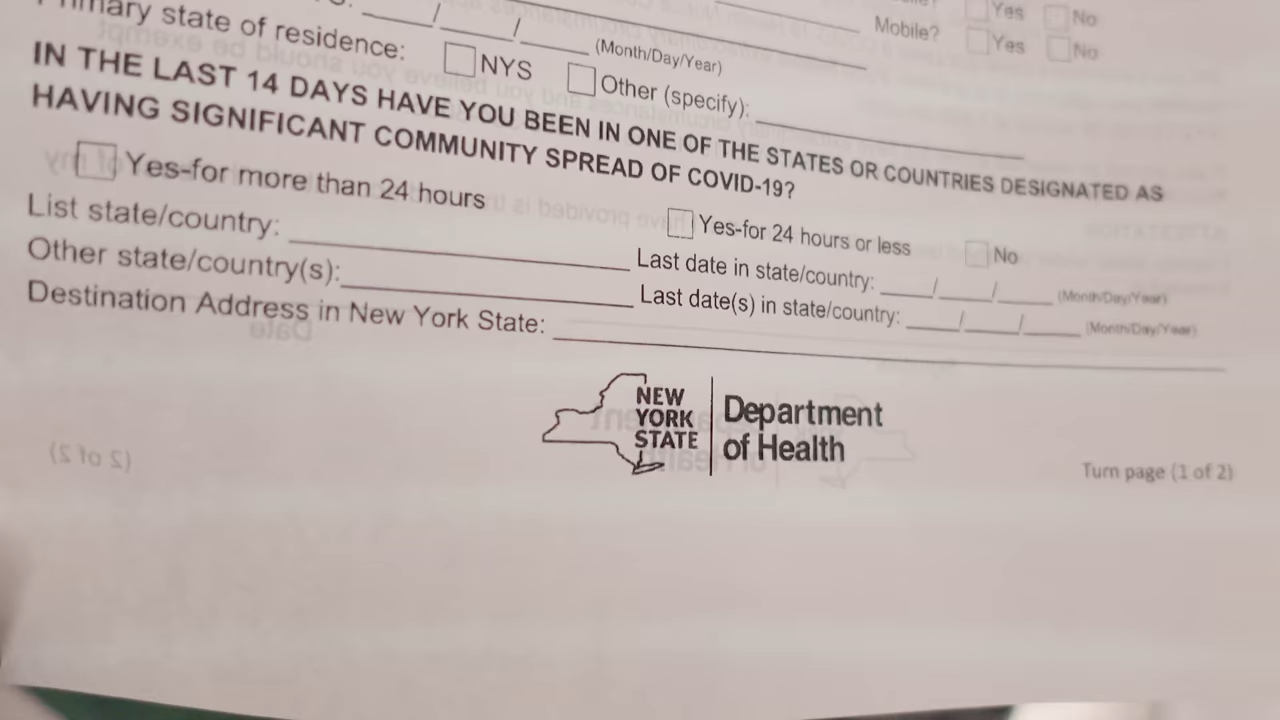 Mobile? Yes No
Yes No
(Month/Day/Year)
Primary state of residence: NYS Other (specify):
IN THE LAST 14 DAYS HAVE YOU BEEN IN ONE OF THE STATES OR COUNTRIES DESIGNATED AS
HAVING SIGNIFICANT COMMUNITY SPREAD OF COVID-19?
Yes-for more than 24 hours Yes-for 24 hours or less No
List state/country: Last date in state/country: / / (Month/Day/Year)
Other state/country(s): Last date(s) in state/country: / / (Month/Day/Year)
Destination Address in New York State:
NEW YORK STATE
Department of Health
Turn page (1 of 2)
(2 of 2)